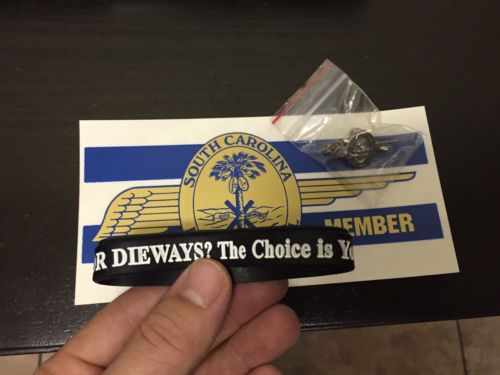 SOUTH CAROLINA
MEMBER
R DIEWAYS? The Choice is Yo